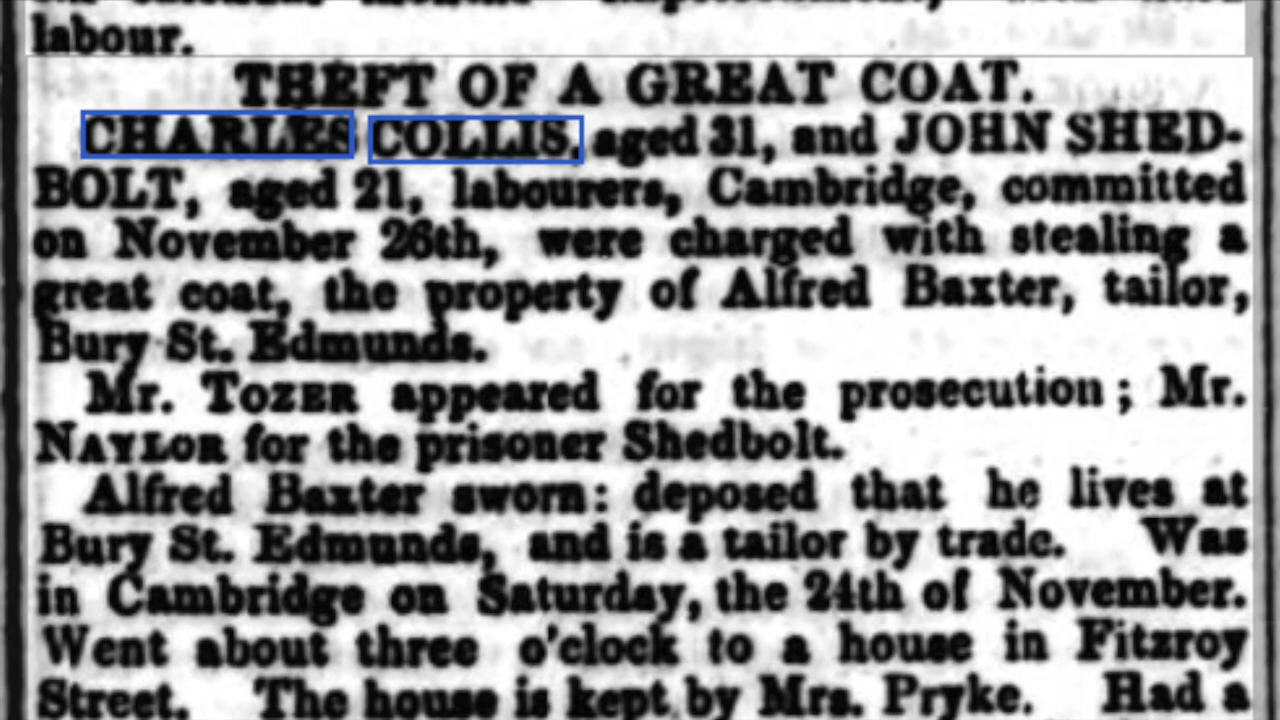 labour.
THEFT OF A GREAT COAT.
CHARLES COLLIS, aged 31, and JOHN SHED-
BOLT, aged 21, labourers, Cambridge, committed
on November 26th, were charged with stealing a
great coat, the property of Alfred Baxter, tailor,
Bury St. Edmunds.
Mr. TOZER appeared for the prosecution; Mr.
NAYLOR for the prisoner Shedbolt.
Alfred Baxter sworn: deposed that he lives at
Bury St. Edmunds, and is a tailor by trade. Was
in Cambridge on Saturday, the 24th of November.
Went about three o'clock to a house in Fitzroy
Street. The house is kept by Mrs. Pryke. Had a